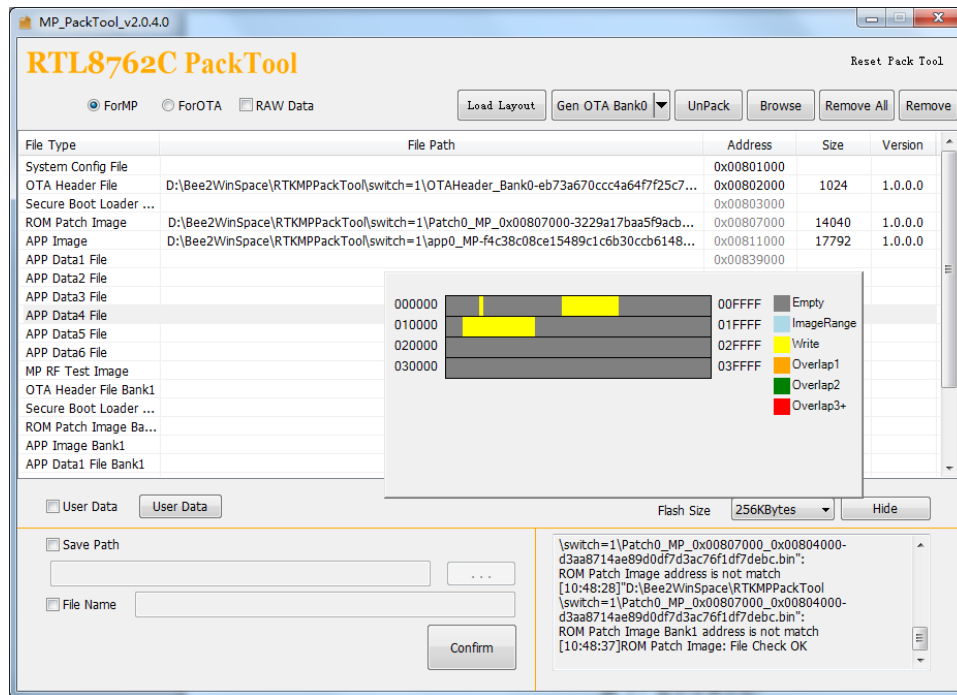 MP_PackTool_v2.0.4.0
RTL8762C PackTool
Reset Pack Tool
ForMP ForOTA RAW Data Load Layout Gen OTA Bank0 UnPack Browse Remove All Remove
File Type File Path Address Size Version
System Config File 0x00801000
OTA Header File D:\Bee2WinSpace\RTKMPPackTool\switch=1\OTAHeader_Bank0-eb73a670ccc4a64f7f25c7... 0x00802000 1024 1.0.0.0
Secure Boot Loader ... 0x00803000
ROM Patch Image D:\Bee2WinSpace\RTKMPPackTool\switch=1\Patch0_MP_0x00807000-3229a17baa5f9acb... 0x00807000 14040 1.0.0.0
APP Image D:\Bee2WinSpace\RTKMPPackTool\switch=1\app0_MP-f4c38c08ce15489c1c6b30ccb6148... 0x00811000 17792 1.0.0.0
APP Data1 File 0x00839000
APP Data2 File
APP Data3 File
APP Data4 File
APP Data5 File
APP Data6 File
MP RF Test Image
OTA Header File Bank1
Secure Boot Loader ...
ROM Patch Image Ba...
APP Image Bank1
APP Data1 File Bank1
000000 00FFFF Empty
010000 01FFFF ImageRange
020000 02FFFF Write
030000 03FFFF Overlap1
Overlap2
Overlap3+
User Data User Data Flash Size 256KBytes Hide
Save Path
...
File Name
Confirm
\switch=1\Patch0_MP_0x00807000_0x00804000-
d3aa8714ae89d0df7d3ac76f1df7debc.bin":
ROM Patch Image address is not match
[10:48:28]"D:\Bee2WinSpace\RTKMPPackTool
\switch=1\Patch0_MP_0x00807000_0x00804000-
d3aa8714ae89d0df7d3ac76f1df7debc.bin":
ROM Patch Image Bank1 address is not match
[10:48:37]ROM Patch Image: File Check OK